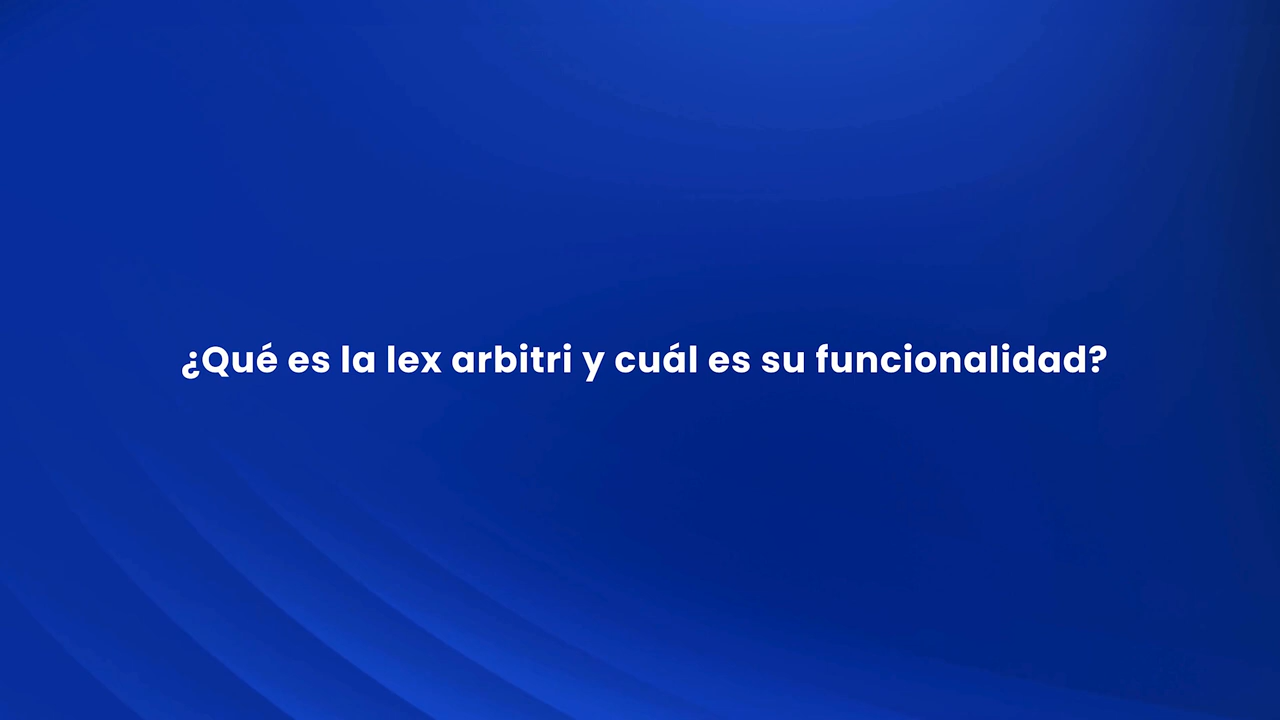 ¿Qué es la lex arbitri y cuál es su funcionalidad?